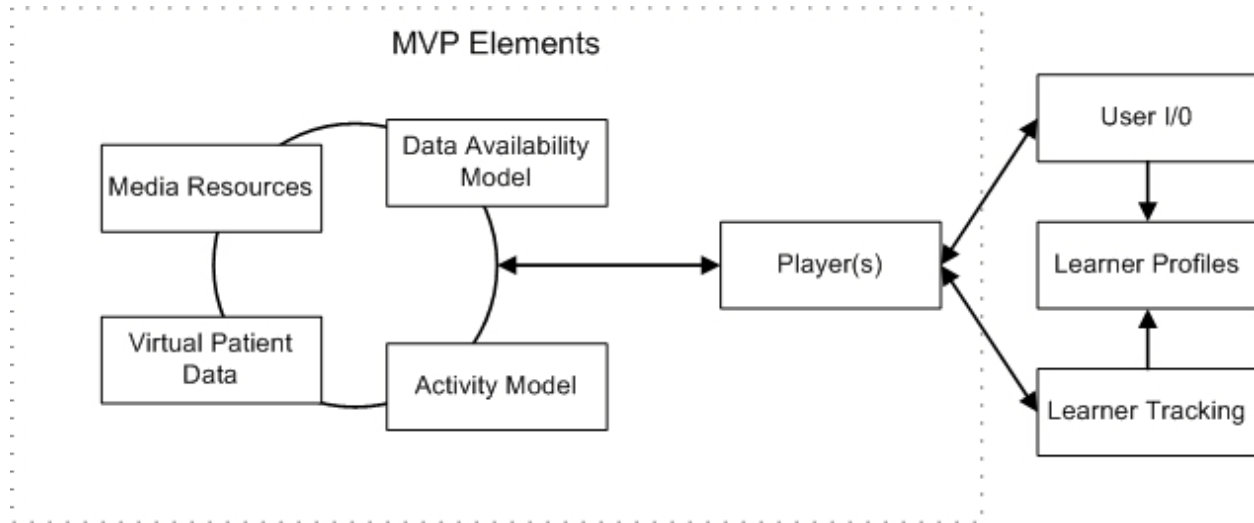 MVP Elements
Data Availability
Model
Media Resources
Virtual Patient
Data
Activity Model
Player(s)
User I/0
Learner Profiles
Learner Tracking